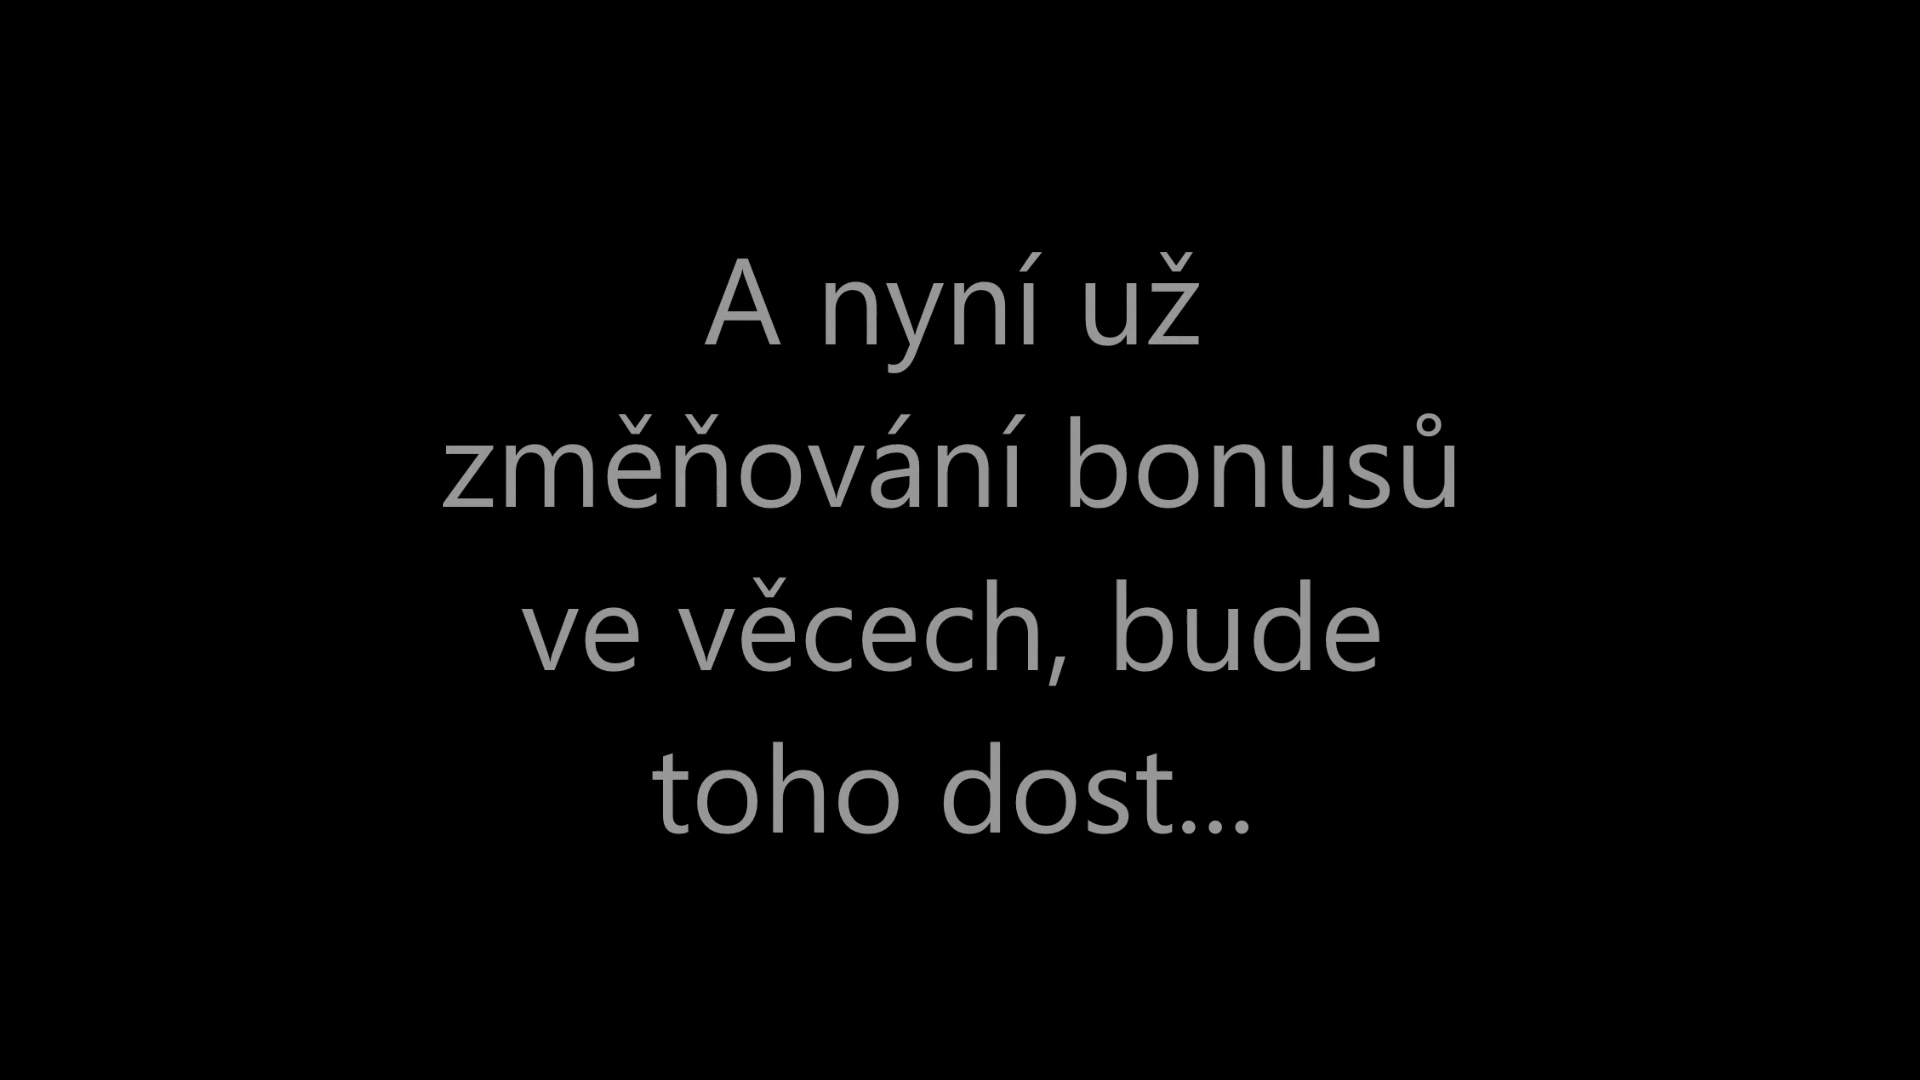 A nyní už
změňování bonusů
ve věcech, bude
toho dost...